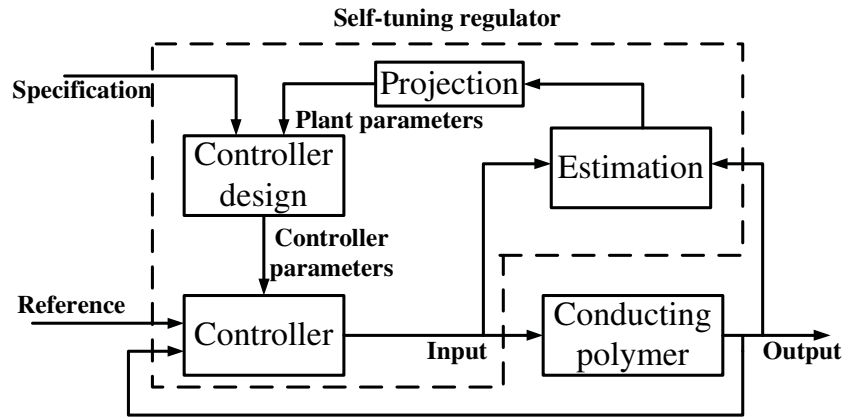 Self-tuning regulator
Specification
Projection
Plant parameters
Controller
design
Estimation
Controller
parameters
Reference
Controller
Input
Conducting
polymer
Output